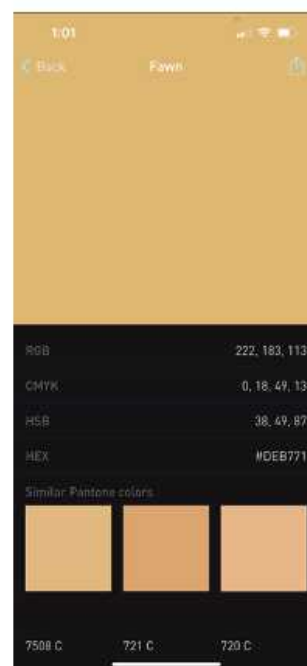 1:01
Back Fawn
RGB 222, 183, 113
CMYK 0, 18, 49, 13
HSB 38, 49, 87
HEX #DEB771
Similar Pantone colors
7508 C 721 C 720 C